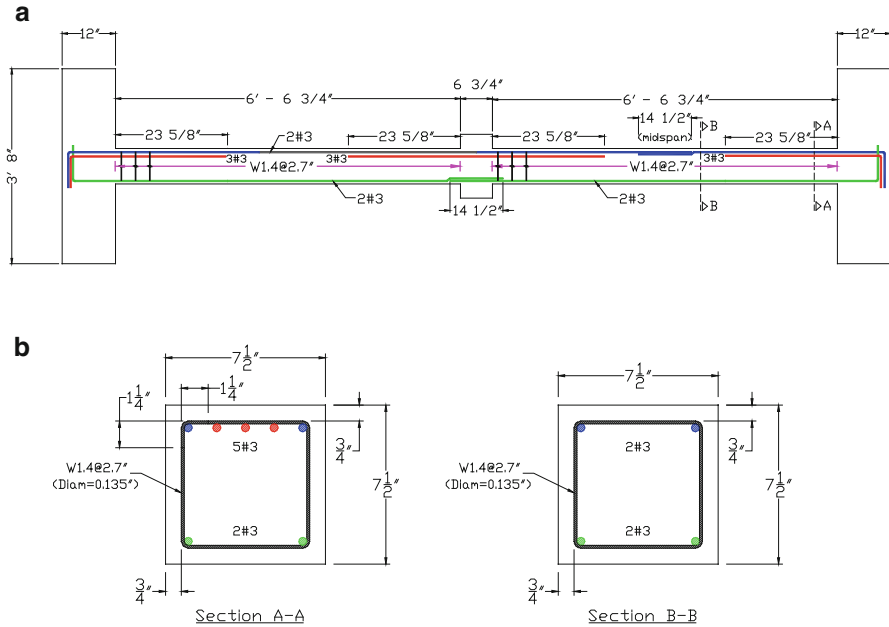 a
12″
12″
6 3/4″
6′ - 6 3/4″
6′ - 6 3/4″
14 1/2″
(midspan)
B
A
23 5/8″
2#3
23 5/8″
23 5/8″
23 5/8″
3′ 8″
3#3
W1.4@2.7″
3#3
W1.4@2.7″
3#3
2#3
14 1/2″
2#3
B
A
b
7 1/2″
7 1/2″
1 1/4″
1 1/4″
5#3
3/4″
2#3
3/4″
W1.4@2.7″
(Diam=0.135″)
7 1/2″
W1.4@2.7″
(Diam=0.135″)
7 1/2″
2#3
2#3
3/4″
3/4″
Section A-A
Section B-B